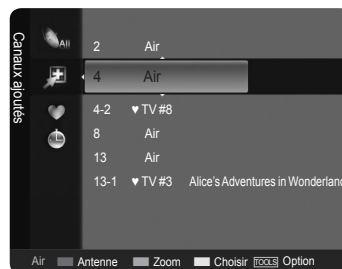 Canaux ajoutés
All
2 Air
4 Air
4-2 ♥ TV #8
8 Air
13 Air
13-1 ♥ TV #3 Alice's Adventures in Wonderland
Air Antenne Zoom Choisir TOOLS Option